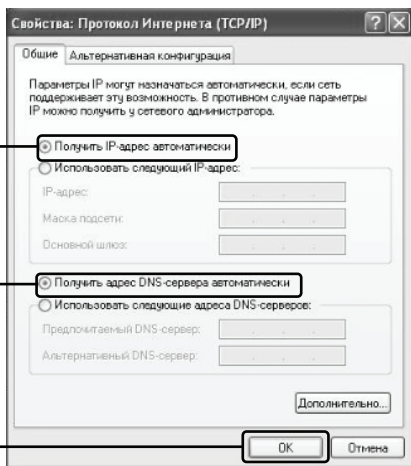 Свойства: Протокол Интернета (TCP/IP)
Общие
Альтернативная конфигурация
Параметры IP могут назначаться автоматически, если сеть
поддерживает эту возможность. В противном случае параметры
IP можно получить у сетевого администратора.
Получить IP-адрес автоматически
Использовать следующий IP-адрес:
IP-адрес:
Маска подсети:
Основной шлюз:
Получить адрес DNS-сервера автоматически
Использовать следующие адреса DNS-серверов:
Предпочитаемый DNS-сервер:
Альтернативный DNS-сервер:
Дополнительно...
OK
Отмена